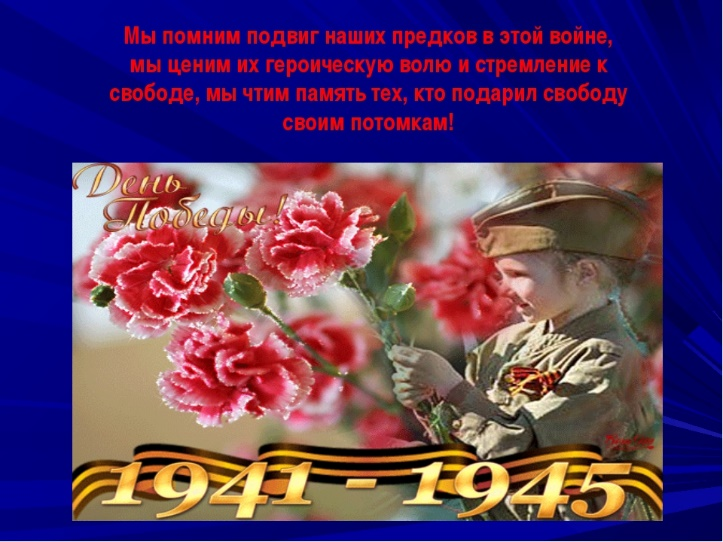 Мы помним подвиг наших предков в этой войне,
мы ценим их героическую волю и стремление к
свободе, мы чтим память тех, кто подарил свободу
своим потомкам!
День
Победы!
1941 - 1945